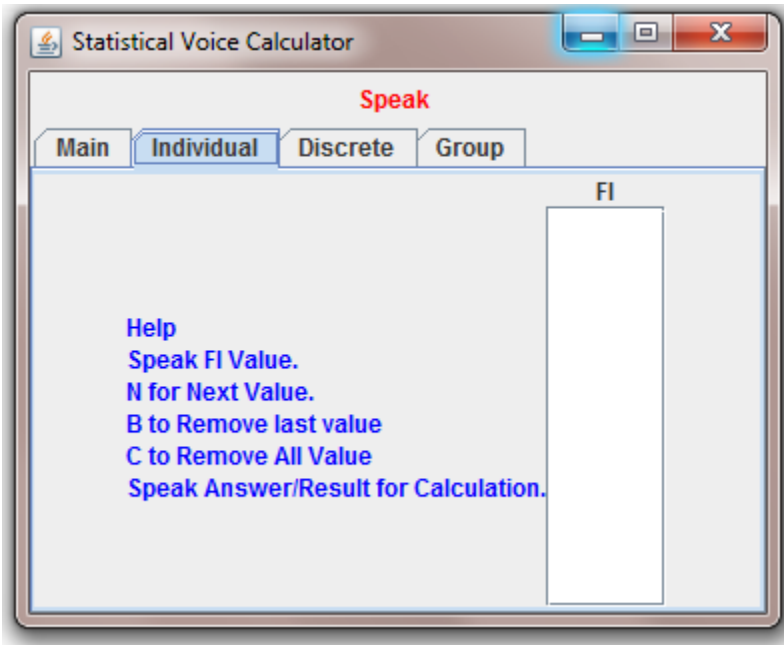 Statistical Voice Calculator
Speak
Main Individual Discrete Group
FI
Help
Speak FI Value.
N for Next Value.
B to Remove last value
C to Remove All Value
Speak Answer/Result for Calculation.